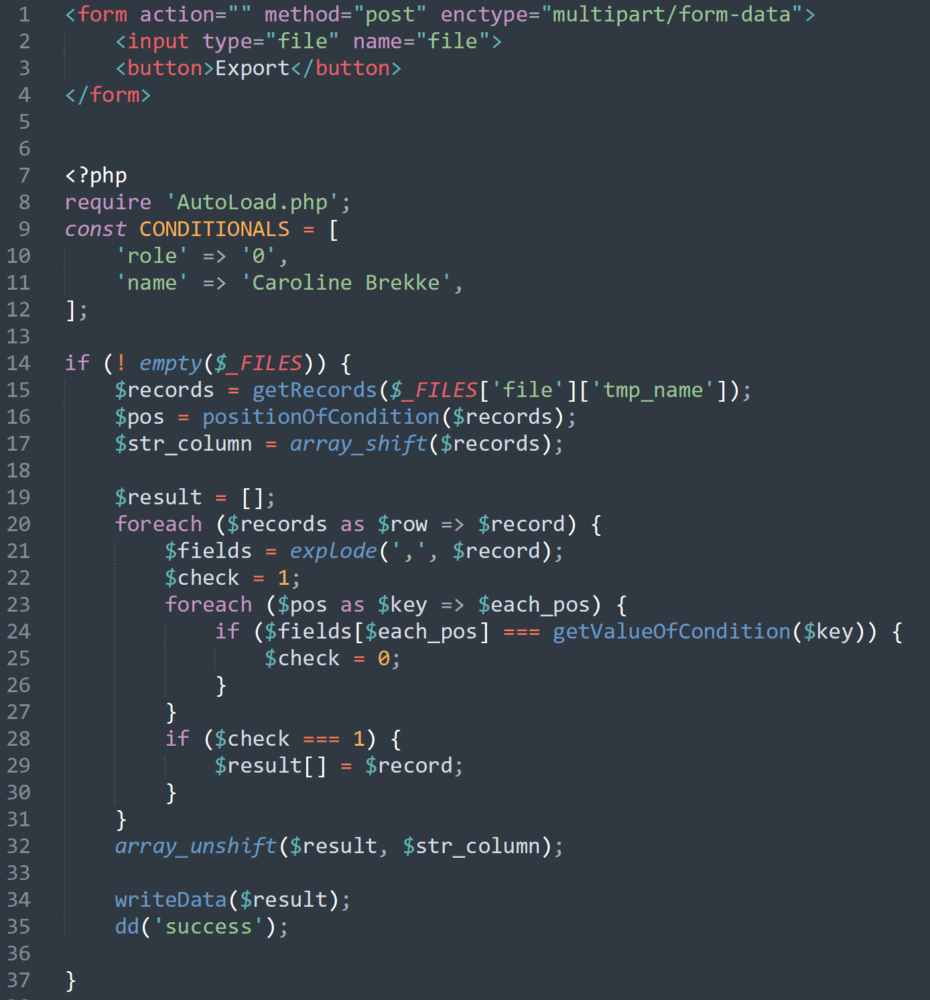 1 <form action="" method="post" enctype="multipart/form-data">
2     <input type="file" name="file">
3     <button>Export</button>
4 </form>
5
6
7 <?php
8 require 'AutoLoad.php';
9 const CONDITIONALS = [
10     'role' => '0',
11     'name' => 'Caroline Brekke',
12 ];
13
14 if (! empty($_FILES)) {
15     $records = getRecords($_FILES['file']['tmp_name']);
16     $pos = positionOfCondition($records);
17     $str_column = array_shift($records);
18
19     $result = [];
20     foreach ($records as $row => $record) {
21         $fields = explode(',', $record);
22         $check = 1;
23         foreach ($pos as $key => $each_pos) {
24             if ($fields[$each_pos] === getValueOfCondition($key)) {
25                 $check = 0;
26             }
27         }
28         if ($check === 1) {
29             $result[] = $record;
30         }
31     }
32     array_unshift($result, $str_column);
33
34     writeData($result);
35     dd('success');
36
37 }